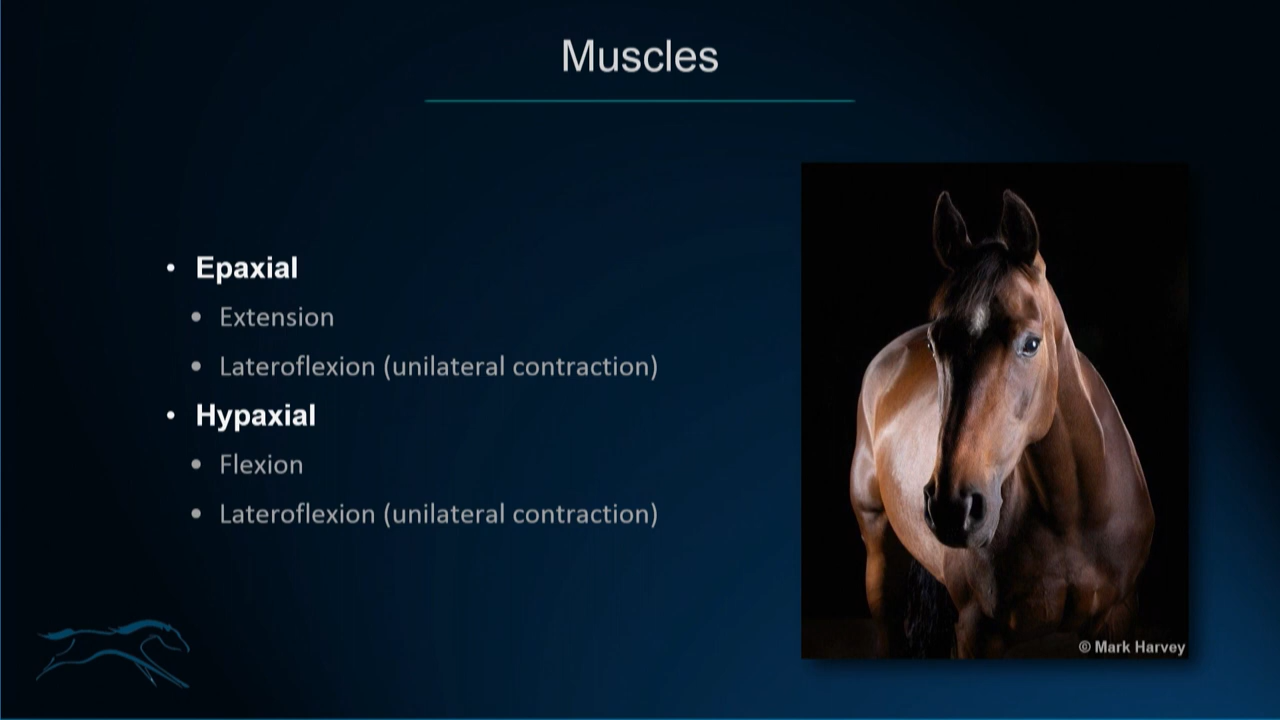 Muscles
• Epaxial
• Extension
• Lateroflexion (unilateral contraction)
• Hypaxial
• Flexion
• Lateroflexion (unilateral contraction)
© Mark Harvey